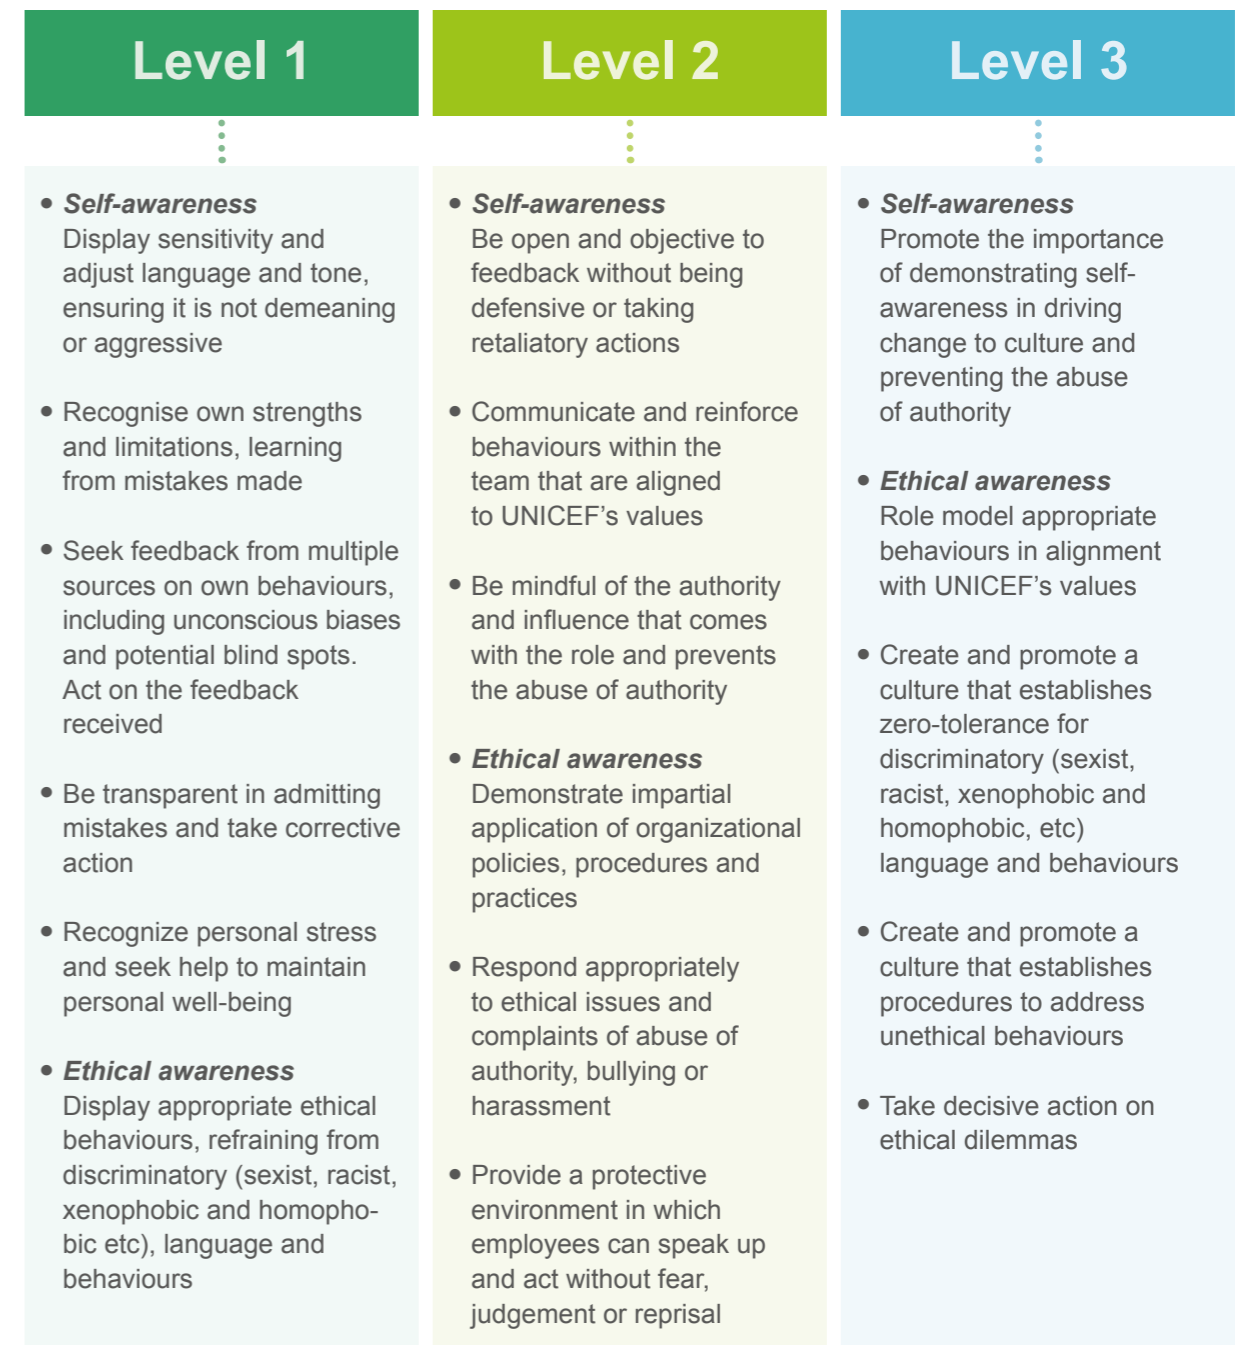 Level 1
• Self-awareness
Display sensitivity and
adjust language and tone,
ensuring it is not demeaning
or aggressive
• Recognise own strengths
and limitations, learning
from mistakes made
• Seek feedback from multiple
sources on own behaviours,
including unconscious biases
and potential blind spots.
Act on the feedback
received
• Be transparent in admitting
mistakes and take corrective
action
• Recognize personal stress
and seek help to maintain
personal well-being
• Ethical awareness
Display appropriate ethical
behaviours, refraining from
discriminatory (sexist, racist,
xenophobic and homopho-
bic etc), language and
behaviours
Level 2
• Self-awareness
Be open and objective to
feedback without being
defensive or taking
retaliatory actions
• Communicate and reinforce
behaviours within the
team that are aligned
to UNICEF’s values
• Be mindful of the authority
and influence that comes
with the role and prevents
the abuse of authority
• Ethical awareness
Demonstrate impartial
application of organizational
policies, procedures and
practices
• Respond appropriately
to ethical issues and
complaints of abuse of
authority, bullying or
harassment
• Provide a protective
environment in which
employees can speak up
and act without fear,
judgement or reprisal
Level 3
• Self-awareness
Promote the importance
of demonstrating self-
awareness in driving
change to culture and
preventing the abuse
of authority
• Ethical awareness
Role model appropriate
behaviours in alignment
with UNICEF’s values
• Create and promote a
culture that establishes
zero-tolerance for
discriminatory (sexist,
racist, xenophobic and
homophobic, etc)
language and behaviours
• Create and promote a
culture that establishes
procedures to address
unethical behaviours
• Take decisive action on
ethical dilemmas